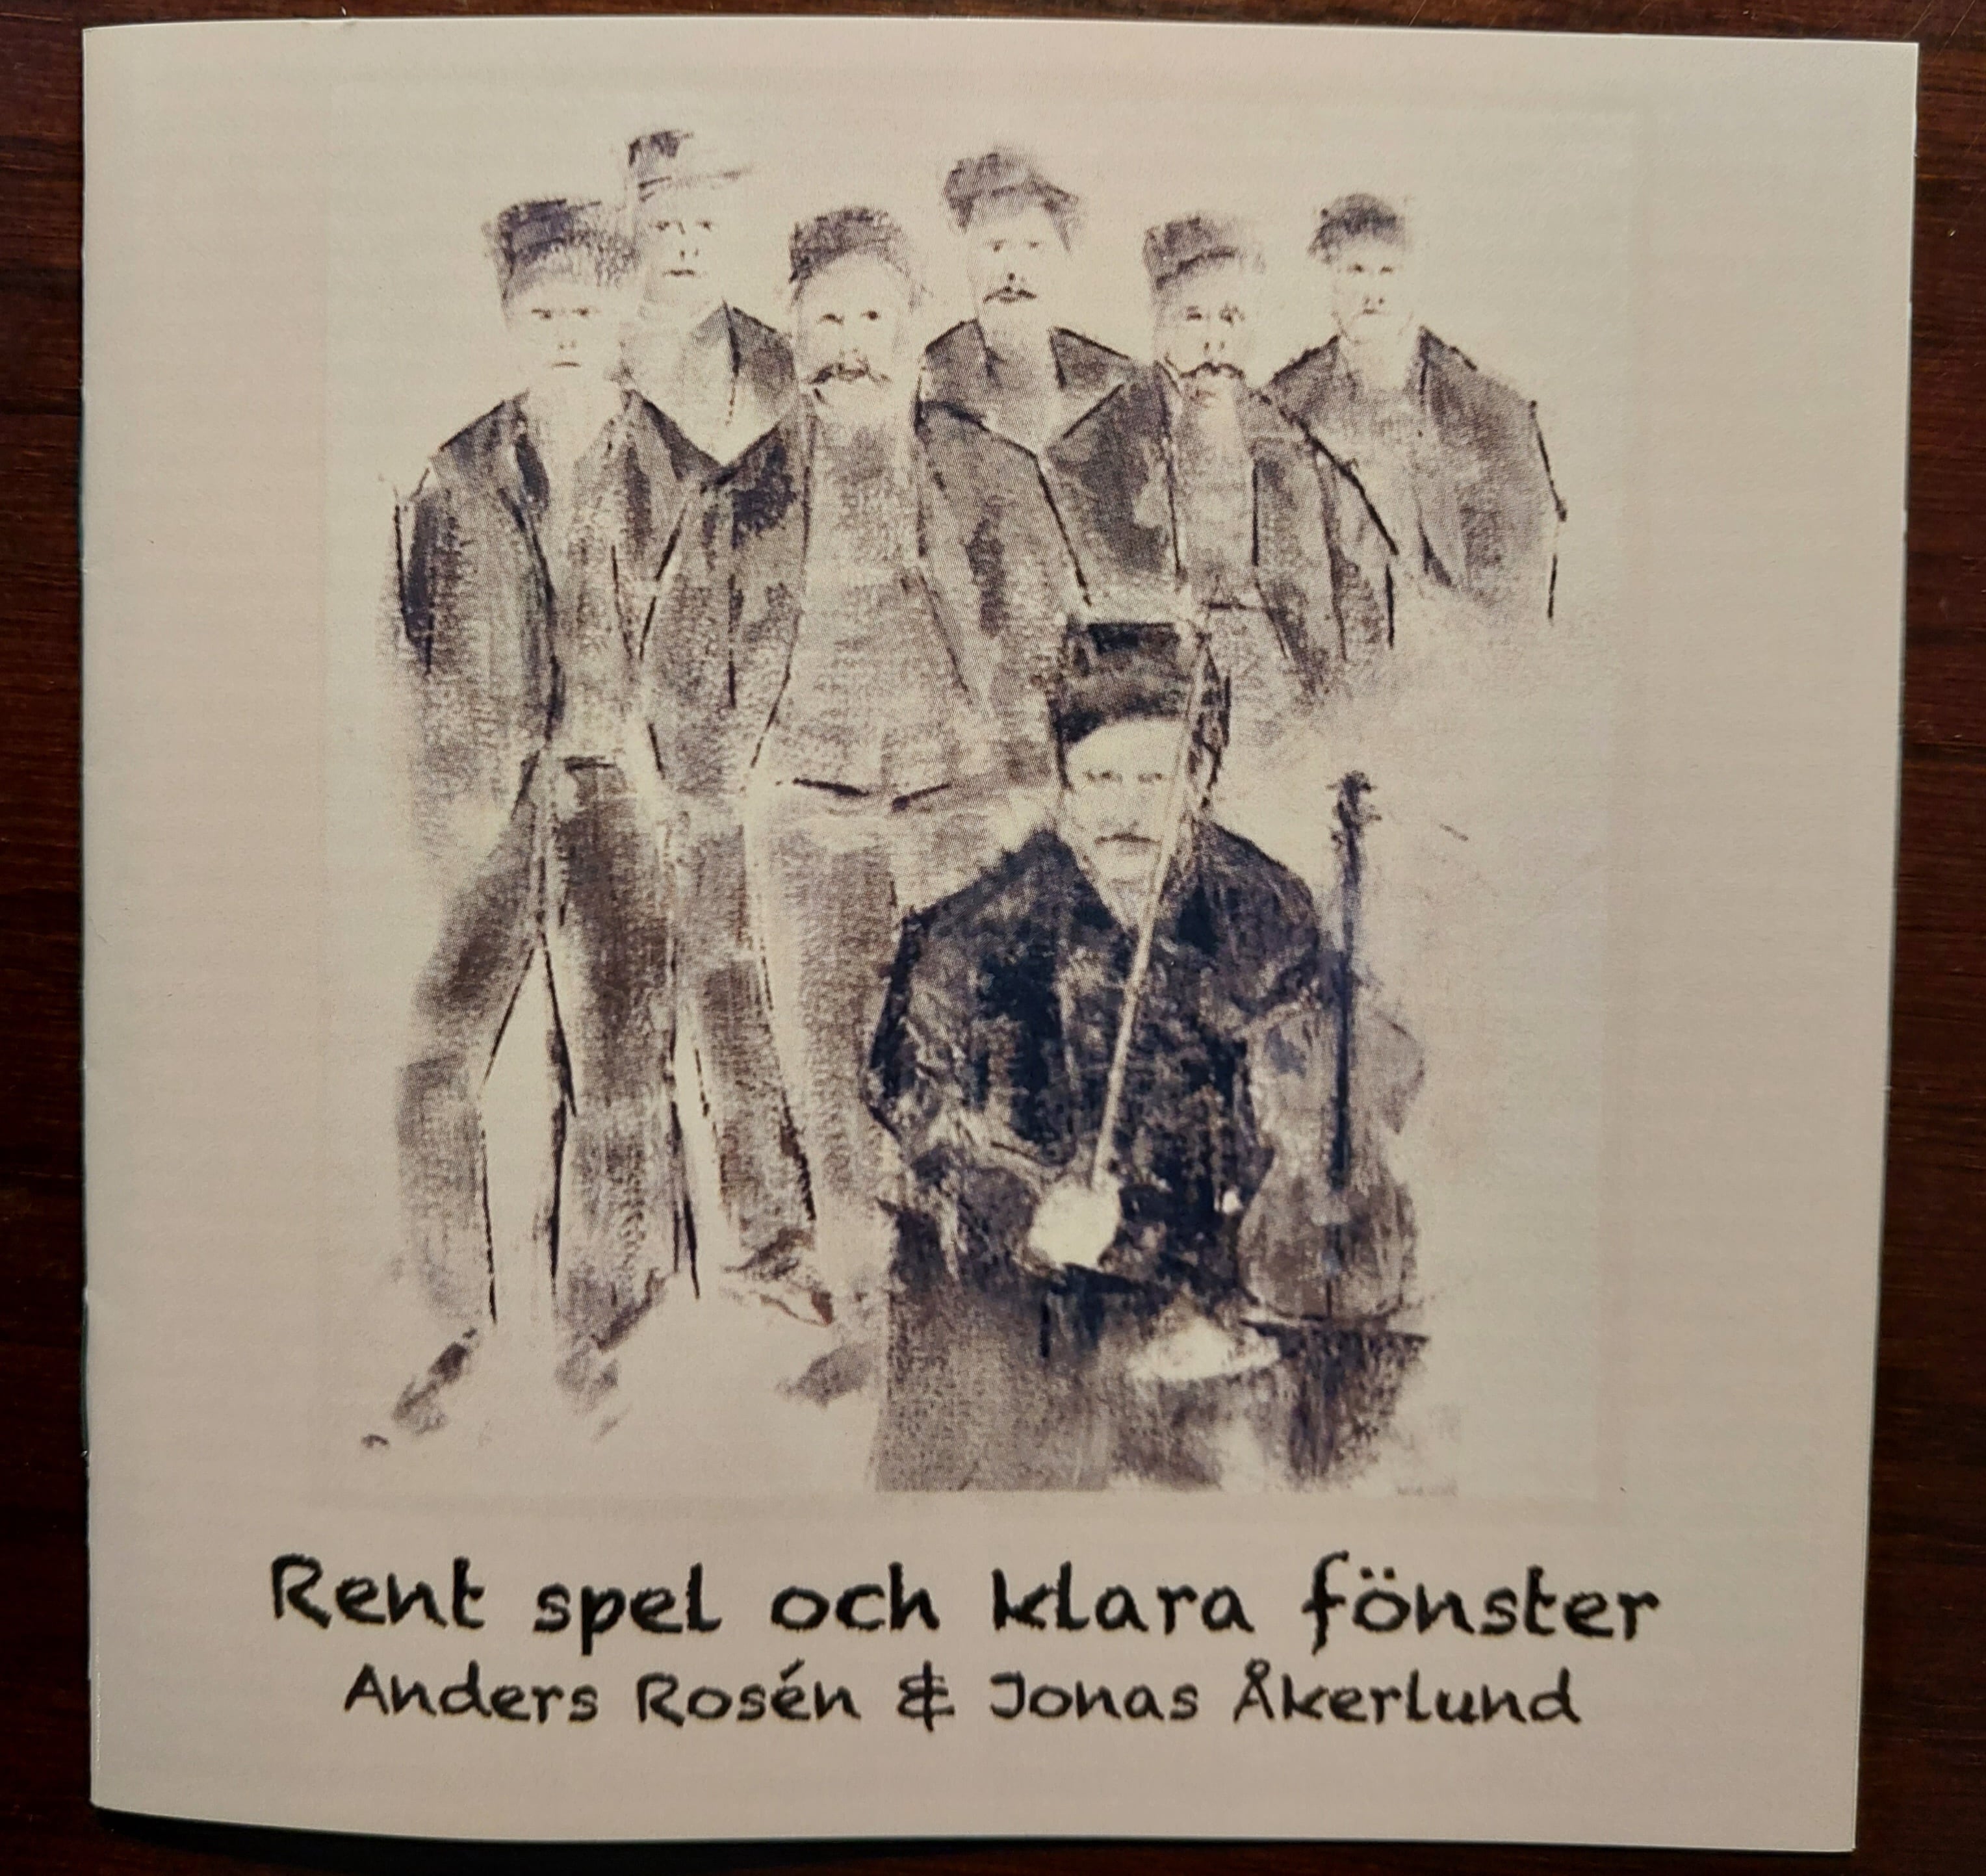 Rent spel och klara fönster
Anders Rosén & Jonas Åkerlund